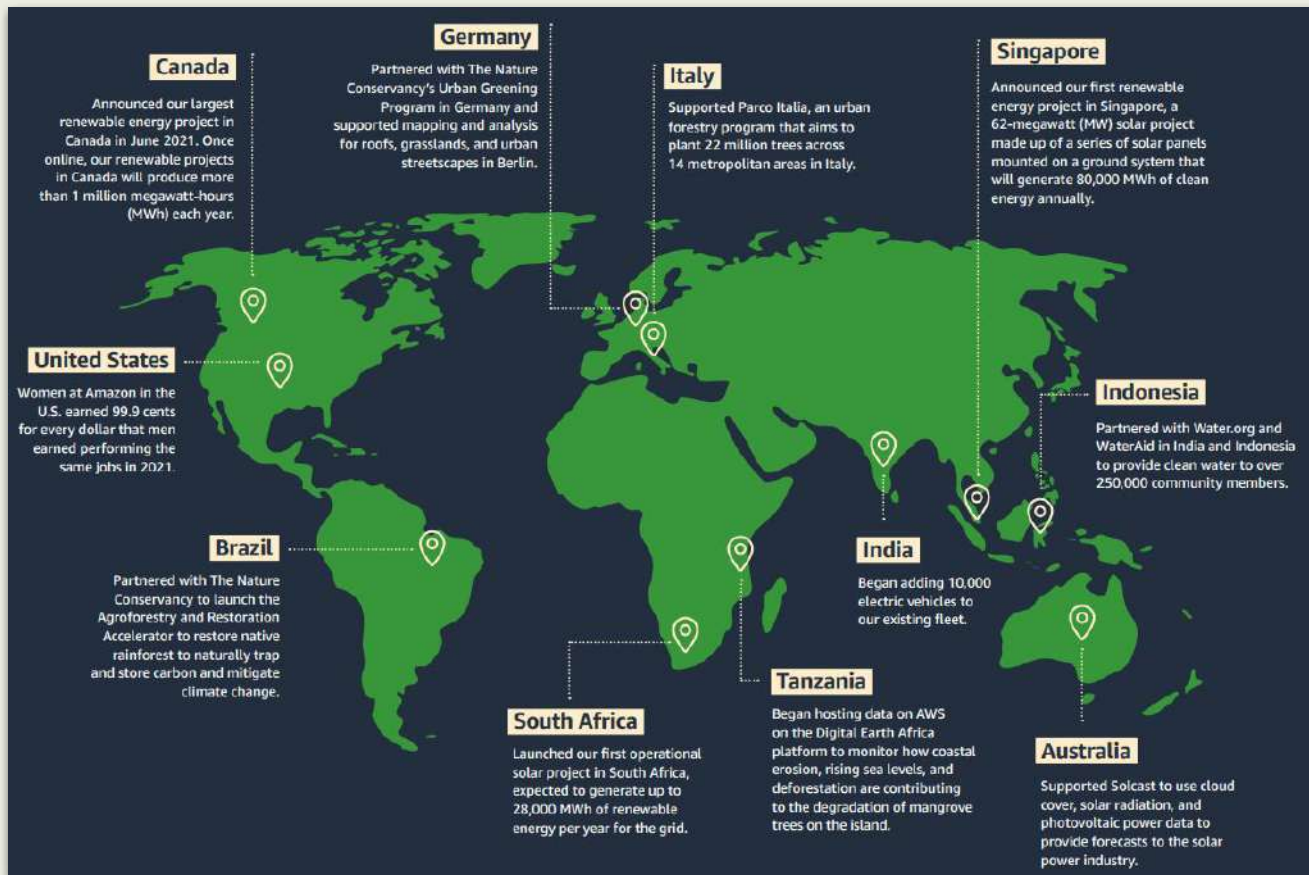 Canada
Announced our largest
renewable energy project in
Canada in June 2021. Once
online, our renewable projects
in Canada will produce more
than 1 million megawatt-hours
(MWh) each year.
Germany
Partnered with The Nature
Conservancy's Urban Greening
Program in Germany and
supported mapping and analysis
for roofs, grasslands, and urban
streetscapes in Berlin.
Italy
Supported Parco Italia, an urban
forestry program that aims to
plant 22 million trees across
14 metropolitan areas in Italy.
Singapore
Announced our first renewable
energy project in Singapore, a
62-megawatt (MW) solar project
made up of a series of solar panels
mounted on a ground system that
will generate 80,000 MWh of clean
energy annually.
United States
Women at Amazon in the
U.S. earned 99.9 cents
for every dollar that men
earned performing the
same jobs in 2021.
Indonesia
Partnered with Water.org and
WaterAid in India and Indonesia
to provide clean water to over
250,000 community members.
Brazil
Partnered with The Nature
Conservancy to launch the
Agroforestry and Restoration
Accelerator to restore native
rainforest to naturally trap
and store carbon and mitigate
climate change.
India
Began adding 10,000
electric vehicles to
our existing fleet.
South Africa
Launched our first operational
solar project in South Africa,
expected to generate up to
28,000 MWh of renewable
energy per year for the grid.
Tanzania
Began hosting data on AWS
on the Digital Earth Africa
platform to monitor how coastal
erosion, rising sea levels, and
deforestation are contributing
to the degradation of mangrove
trees on the island.
Australia
Supported Solcast to use cloud
cover, solar radiation, and
photovoltaic power data to
provide forecasts to the solar
power industry.